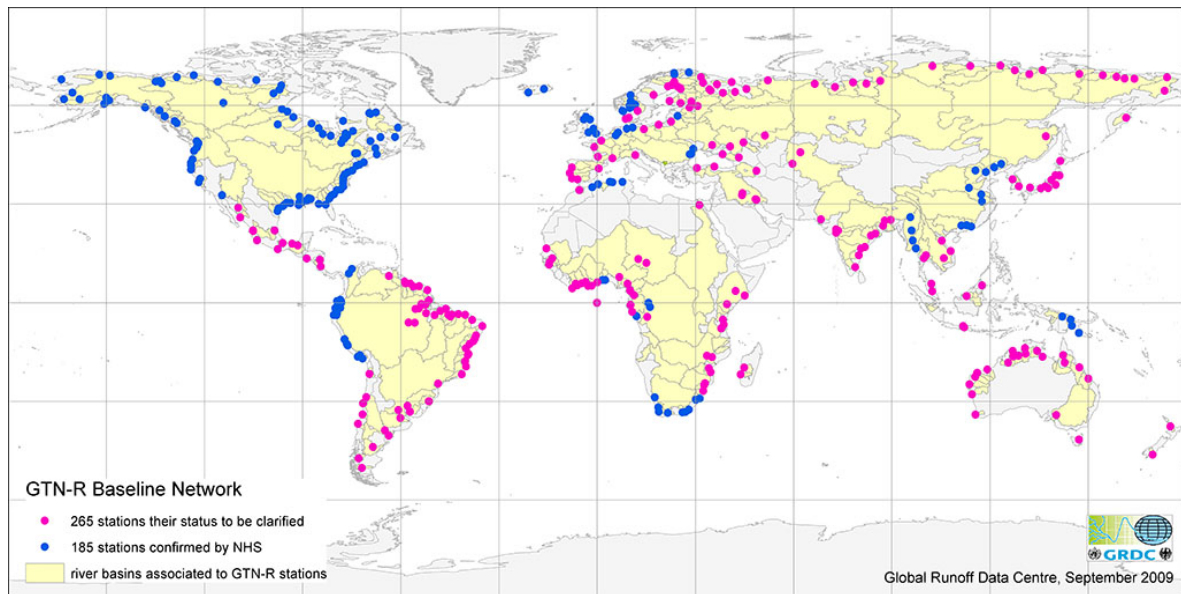 GTN-R Baseline Network
265 stations their status to be clarified
185 stations confirmed by NHS
river basins associated to GTN-R stations
GRDC
Global Runoff Data Centre, September 2009